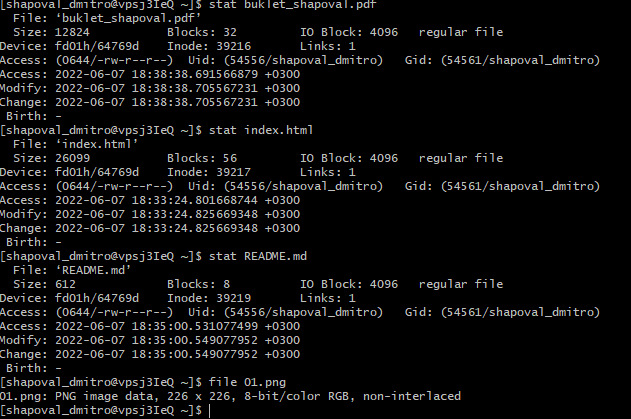 [shapoval_dmitro@vpsj3IeQ ~]$ stat buklet_shapoval.pdf
  File: ‘buklet_shapoval.pdf’
  Size: 12824           Blocks: 32         IO Block: 4096   regular file
Device: fd01h/64769d    Inode: 39216       Links: 1
Access: (0644/-rw-r--r--)  Uid: (54556/shapoval_dmitro)   Gid: (54561/shapoval_dmitro)
Access: 2022-06-07 18:38:38.691566879 +0300
Modify: 2022-06-07 18:38:38.705567231 +0300
Change: 2022-06-07 18:38:38.705567231 +0300
 Birth: -
[shapoval_dmitro@vpsj3IeQ ~]$ stat index.html
  File: ‘index.html’
  Size: 26099           Blocks: 56         IO Block: 4096   regular file
Device: fd01h/64769d    Inode: 39217       Links: 1
Access: (0644/-rw-r--r--)  Uid: (54556/shapoval_dmitro)   Gid: (54561/shapoval_dmitro)
Access: 2022-06-07 18:33:24.801668744 +0300
Modify: 2022-06-07 18:33:24.825669348 +0300
Change: 2022-06-07 18:33:24.825669348 +0300
 Birth: -
[shapoval_dmitro@vpsj3IeQ ~]$ stat README.md
  File: ‘README.md’
  Size: 612             Blocks: 8          IO Block: 4096   regular file
Device: fd01h/64769d    Inode: 39219       Links: 1
Access: (0644/-rw-r--r--)  Uid: (54556/shapoval_dmitro)   Gid: (54561/shapoval_dmitro)
Access: 2022-06-07 18:35:00.531077499 +0300
Modify: 2022-06-07 18:35:00.549077952 +0300
Change: 2022-06-07 18:35:00.549077952 +0300
 Birth: -
[shapoval_dmitro@vpsj3IeQ ~]$ file 01.png
01.png: PNG image data, 226 x 226, 8-bit/color RGB, non-interlaced
[shapoval_dmitro@vpsj3IeQ ~]$